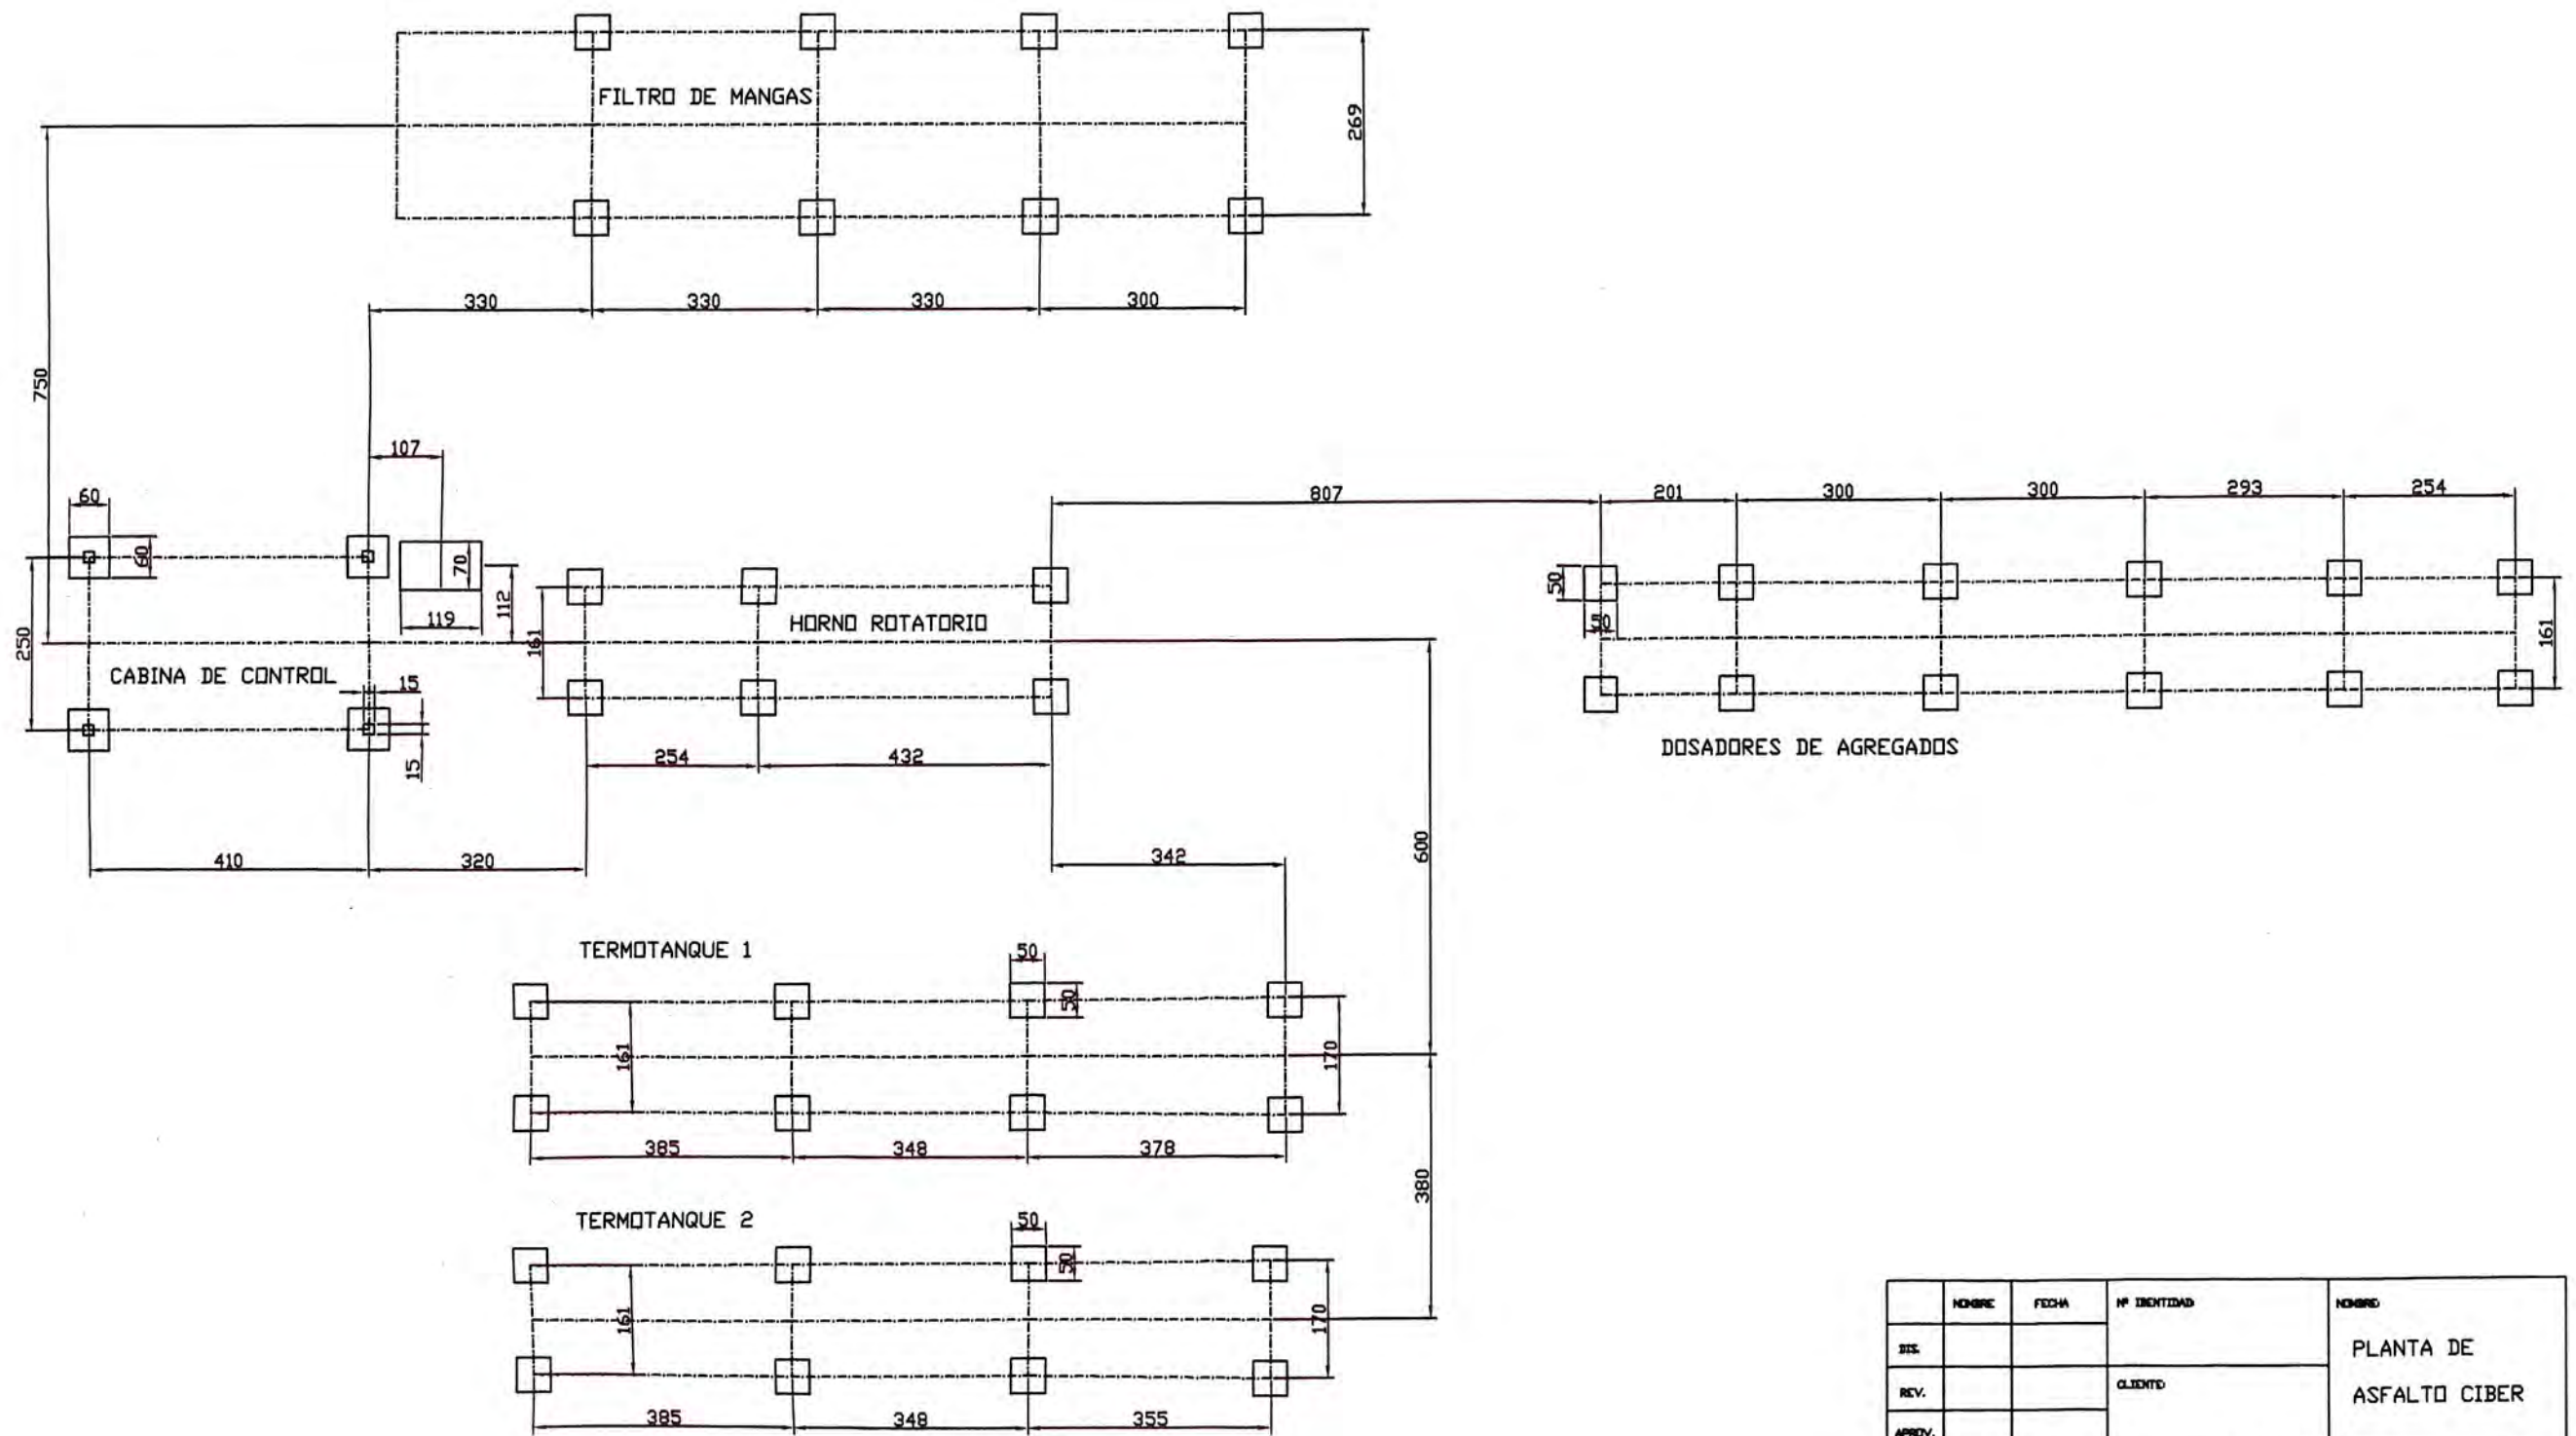 FILTRO DE MANGAS
269
330
330
330
300
750
107
60
60
70
119
112
250
CABINA DE CONTROL
15
15
161
HORNO ROTATORIO
254
432
410
320
342
807
201
300
300
293
254
50
161
DOSADORES DE AGREGADOS
600
TERMOTANQUE 1
50
50
161
170
385
348
378
380
TERMOTANQUE 2
50
50
161
170
385
348
355
NOMBRE
FECHA
Nº IDENTIDAD
NOMBRE:
DIS.
REV.
APROV.
CLIENTE:
PLANTA DE
ASFALTO CIBER